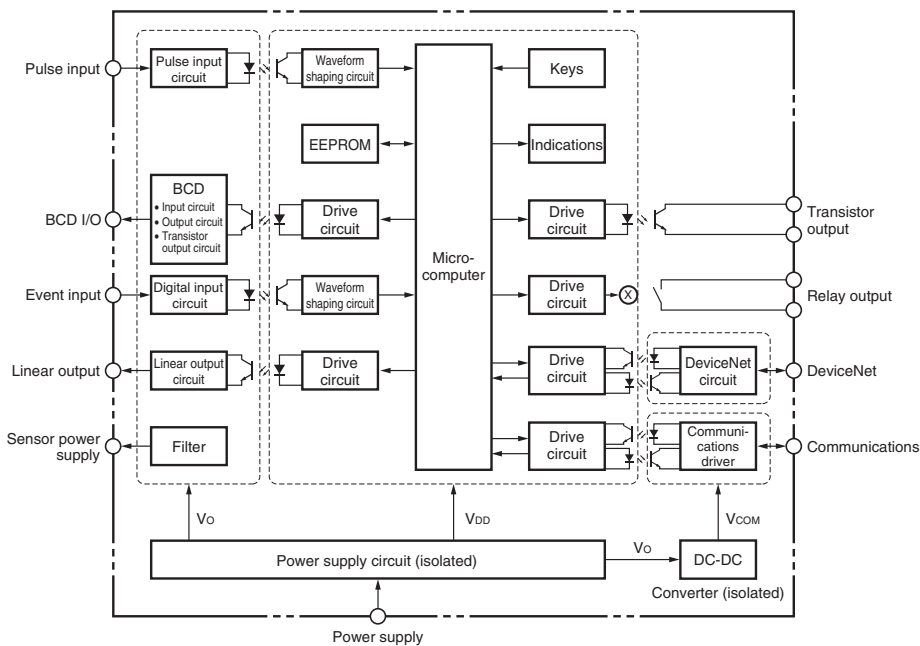 Pulse input
Pulse input
circuit
Waveform
shaping circuit
Keys
EEPROM
Indications
BCD I/O
BCD
• Input circuit
• Output circuit
• Transistor
output circuit
Drive
circuit
Micro-
computer
Drive
circuit
Transistor
output
Event input
Digital input
circuit
Waveform
shaping circuit
Drive
circuit
X
Relay output
Linear output
Linear output
circuit
Drive
circuit
Drive
circuit
DeviceNet
circuit
DeviceNet
Sensor power
supply
Filter
Drive
circuit
Communi-
cations
driver
Communications
VO
VDD
VCOM
Power supply circuit (isolated)
VO
DC-DC
Converter (isolated)
Power supply